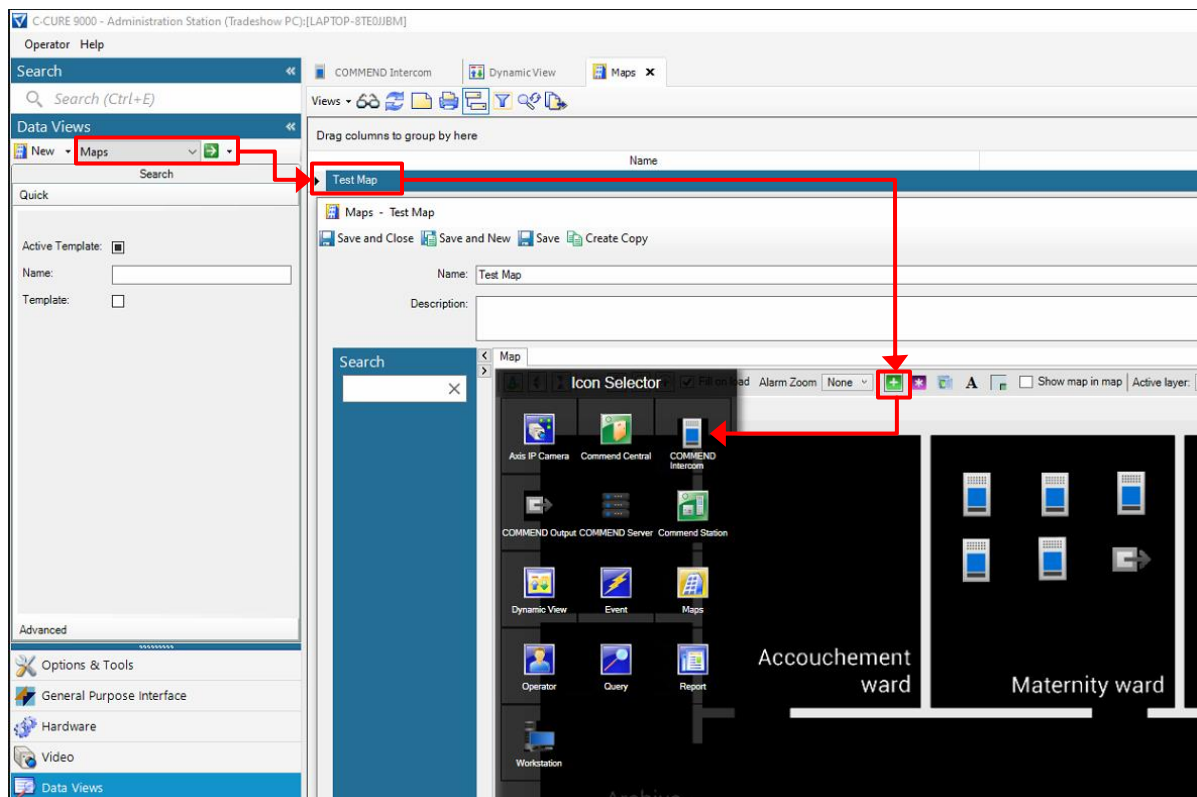 C-CURE 9000 - Administration Station (Tradeshow PC):[LAPTOP-8TE0JJBM]
Operator Help
Search «
Search (Ctrl+E)
Data Views «
New Maps
Search
Quick
Active Template:
Name:
Template:
Advanced
Options & Tools
General Purpose Interface
Hardware
Video
Data Views
COMMEND Intercom Dynamic View Maps X
Views
Drag columns to group by here
Name
Test Map
Maps - Test Map
Save and Close Save and New Save Create Copy
Name: Test Map
Description:
Search
< Map
>
Icon Selector Fill on load Alarm Zoom None A Show map in map Active layer:
Axis IP Camera Commend Central COMMEND
Intercom
COMMEND Output COMMEND Server Commend Station
Dynamic View Event Maps
Operator Query Report
Workstation
Accouchement
ward
Maternity ward